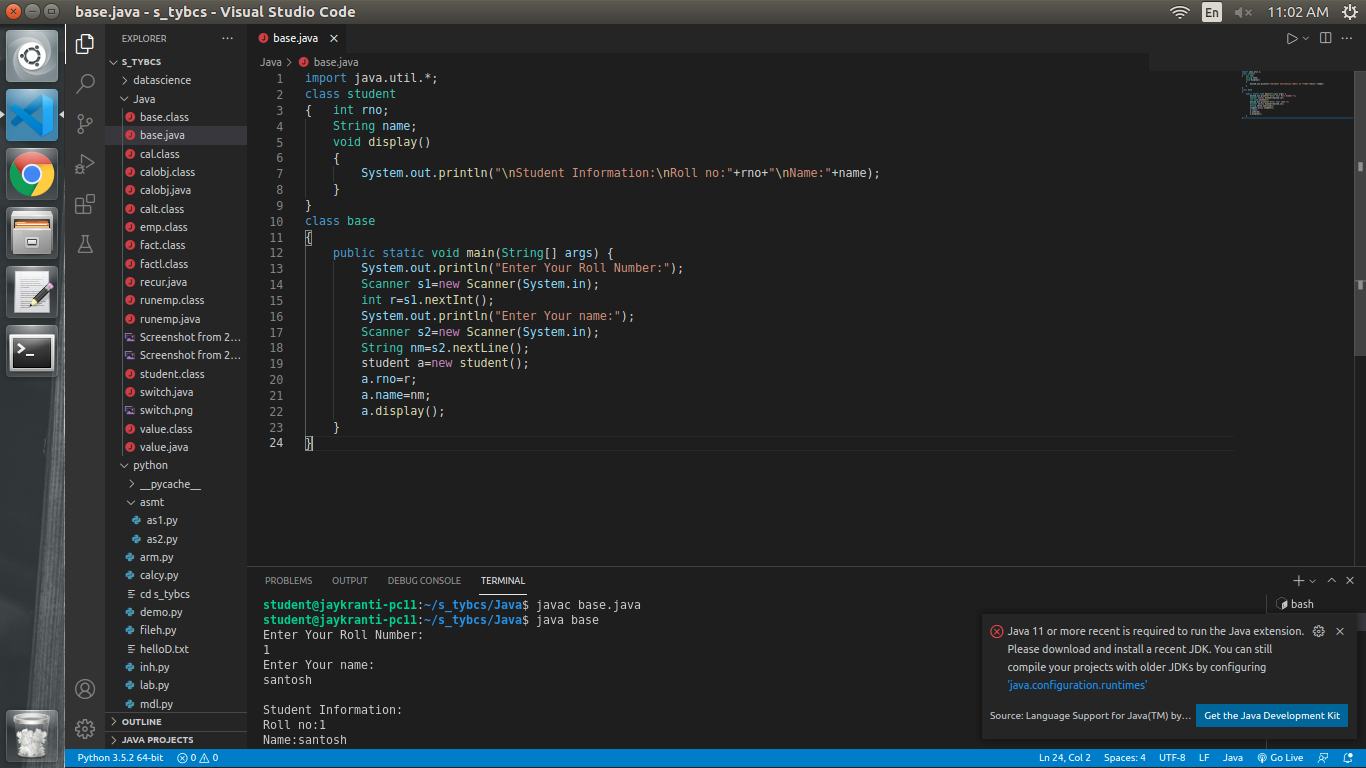 base.java - s_tybcs - Visual Studio Code
En
11:02 AM
EXPLORER
S_TYBCS
datascience
Java
base.class
base.java
cal.class
calobj.class
calobj.java
calt.class
emp.class
fact.class
factl.class
recur.java
runemp.class
runemp.java
Screenshot from 2...
Screenshot from 2...
student.class
switch.java
switch.png
value.class
value.java
python
__pycache__
asmt
as1.py
as2.py
arm.py
calcy.py
cd s_tybcs
demo.py
fileh.py
helloD.txt
inh.py
lab.py
mdl.py
OUTLINE
JAVA PROJECTS
base.java
Java > base.java
1 import java.util.*;
2 class student
3 {   int rno;
4     String name;
5     void display()
6     {
7         System.out.println("\nStudent Information:\nRoll no:"+rno+"\nName:"+name);
8     }
9 }
10 class base
11 {
12     public static void main(String[] args) {
13         System.out.println("Enter Your Roll Number:");
14         Scanner s1=new Scanner(System.in);
15         int r=s1.nextInt();
16         System.out.println("Enter Your name:");
17         Scanner s2=new Scanner(System.in);
18         String nm=s2.nextLine();
19         student a=new student();
20         a.rno=r;
21         a.name=nm;
22         a.display();
23     }
24 }
PROBLEMS OUTPUT DEBUG CONSOLE TERMINAL
student@jaykranti-pc11:~/s_tybcs/Java$ javac base.java
student@jaykranti-pc11:~/s_tybcs/Java$ java base
Enter Your Roll Number:
1
Enter Your name:
santosh
Student Information:
Roll no:1
Name:santosh
bash
Java 11 or more recent is required to run the Java extension.
Please download and install a recent JDK. You can still
compile your projects with older JDKs by configuring
'java.configuration.runtimes'
Source: Language Support for Java(TM) by...
Get the Java Development Kit
Python 3.5.2 64-bit 0 0
Ln 24, Col 2 Spaces: 4 UTF-8 LF Java Go Live